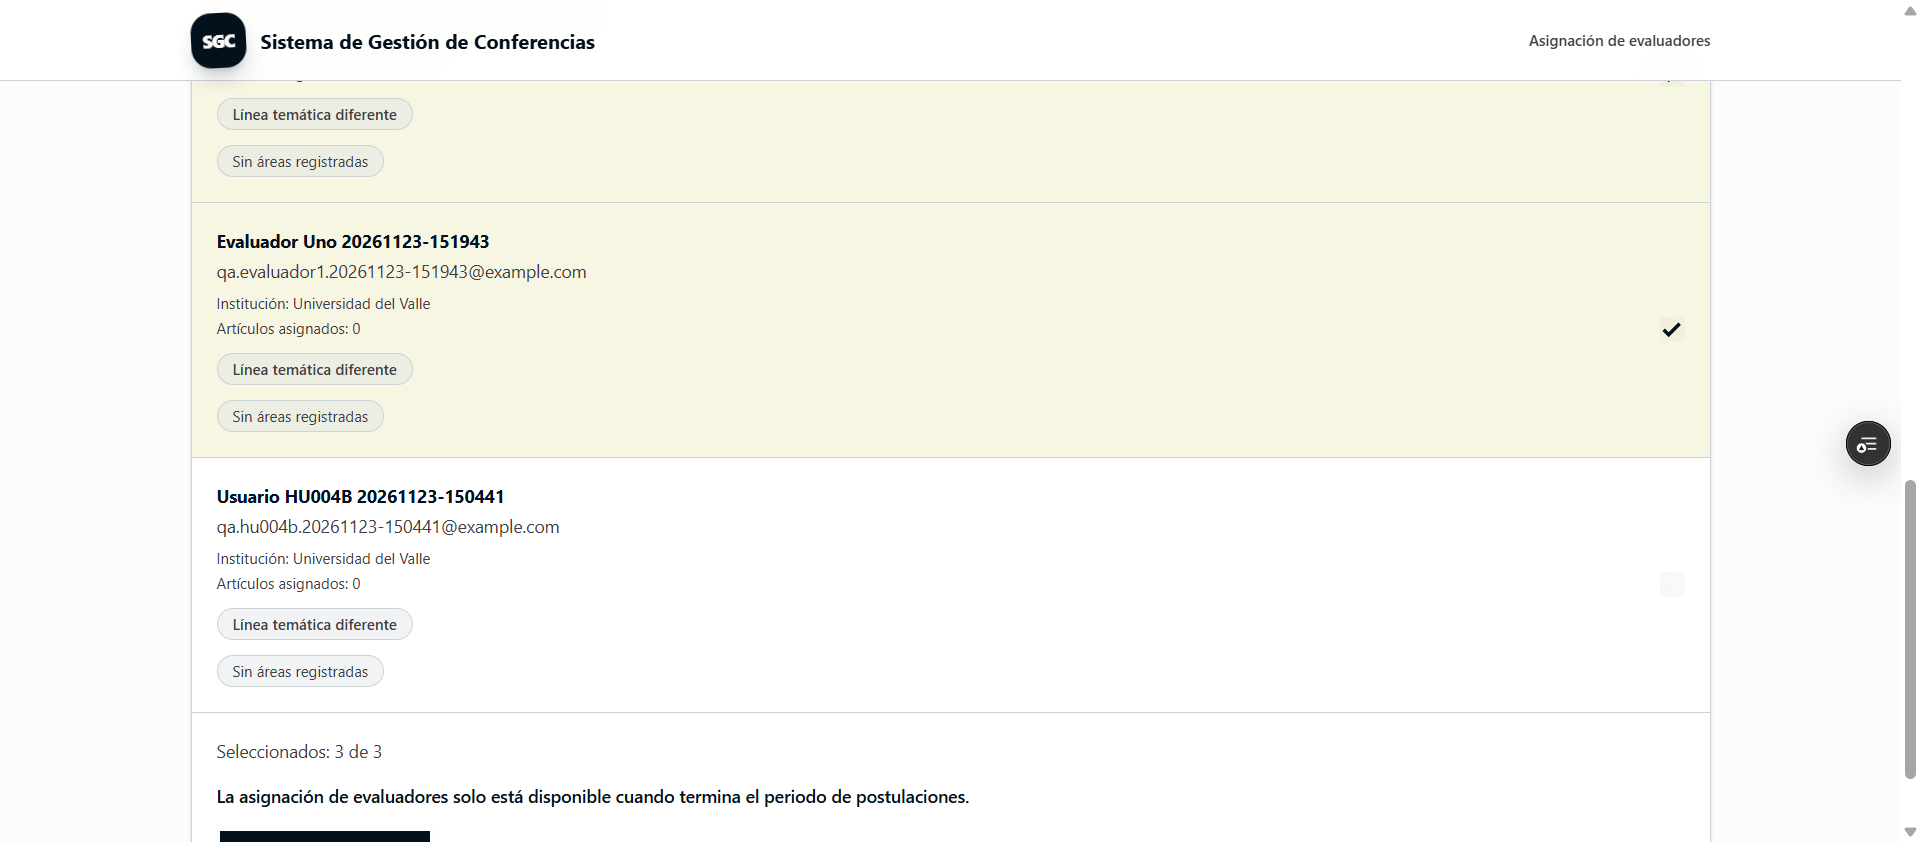 SGC
Sistema de Gestión de Conferencias
Asignación de evaluadores
Línea temática diferente
Sin áreas registradas
Evaluador Uno 20261123-151943
qa.evaluador1.20261123-151943@example.com
Institución: Universidad del Valle
Artículos asignados: 0
Línea temática diferente
Sin áreas registradas
Usuario HU004B 20261123-150441
qa.hu004b.20261123-150441@example.com
Institución: Universidad del Valle
Artículos asignados: 0
Línea temática diferente
Sin áreas registradas
Seleccionados: 3 de 3
La asignación de evaluadores solo está disponible cuando termina el periodo de postulaciones.